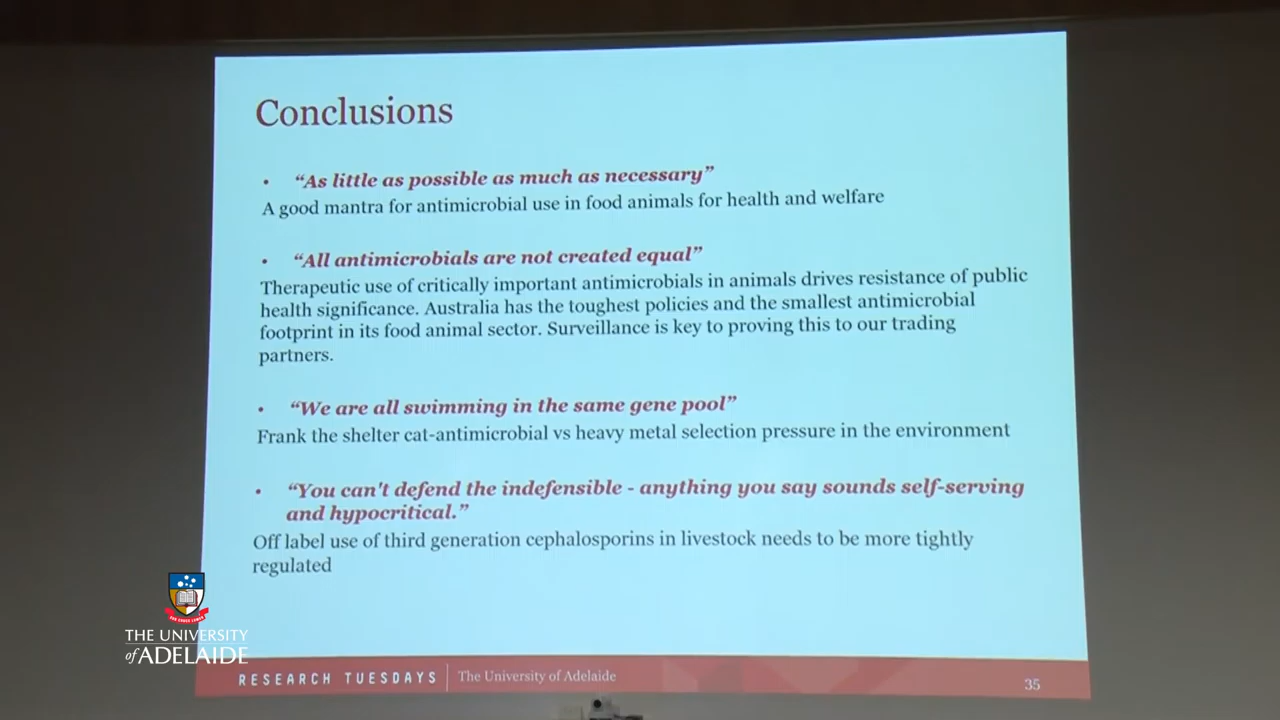 Conclusions
• “As little as possible as much as necessary”
A good mantra for antimicrobial use in food animals for health and welfare
• “All antimicrobials are not created equal”
Therapeutic use of critically important antimicrobials in animals drives resistance of public
health significance. Australia has the toughest policies and the smallest antimicrobial
footprint in its food animal sector. Surveillance is key to proving this to our trading
partners.
• “We are all swimming in the same gene pool”
Frank the shelter cat-antimicrobial vs heavy metal selection pressure in the environment
• “You can't defend the indefensible - anything you say sounds self-serving
and hypocritical.”
Off label use of third generation cephalosporins in livestock needs to be more tightly
regulated
THE UNIVERSITY
of ADELAIDE
RESEARCH TUESDAYS The University of Adelaide
35